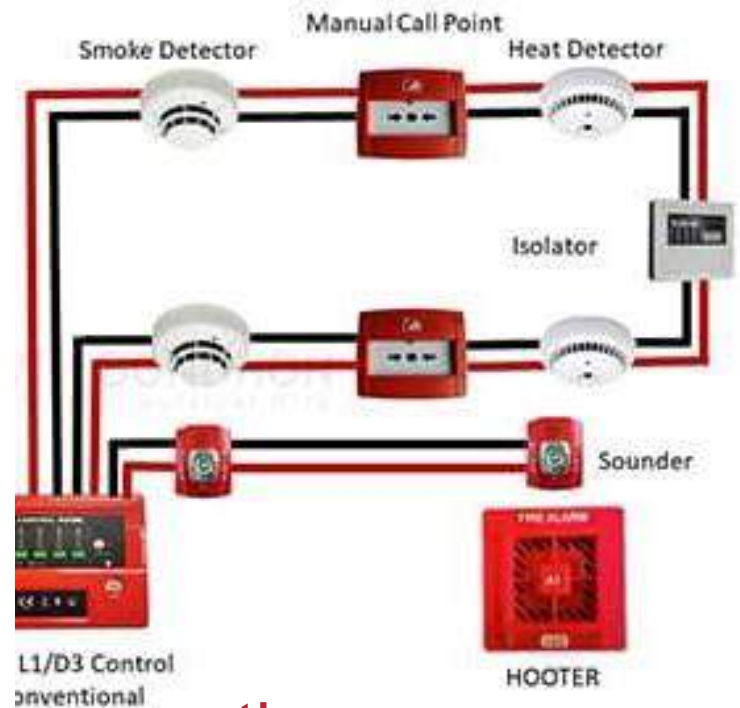 Manual Call Point
Smoke Detector
Heat Detector
Isolator
Sounder
FIRE ALARM
HOOTER
L1/D3 Control
onventional